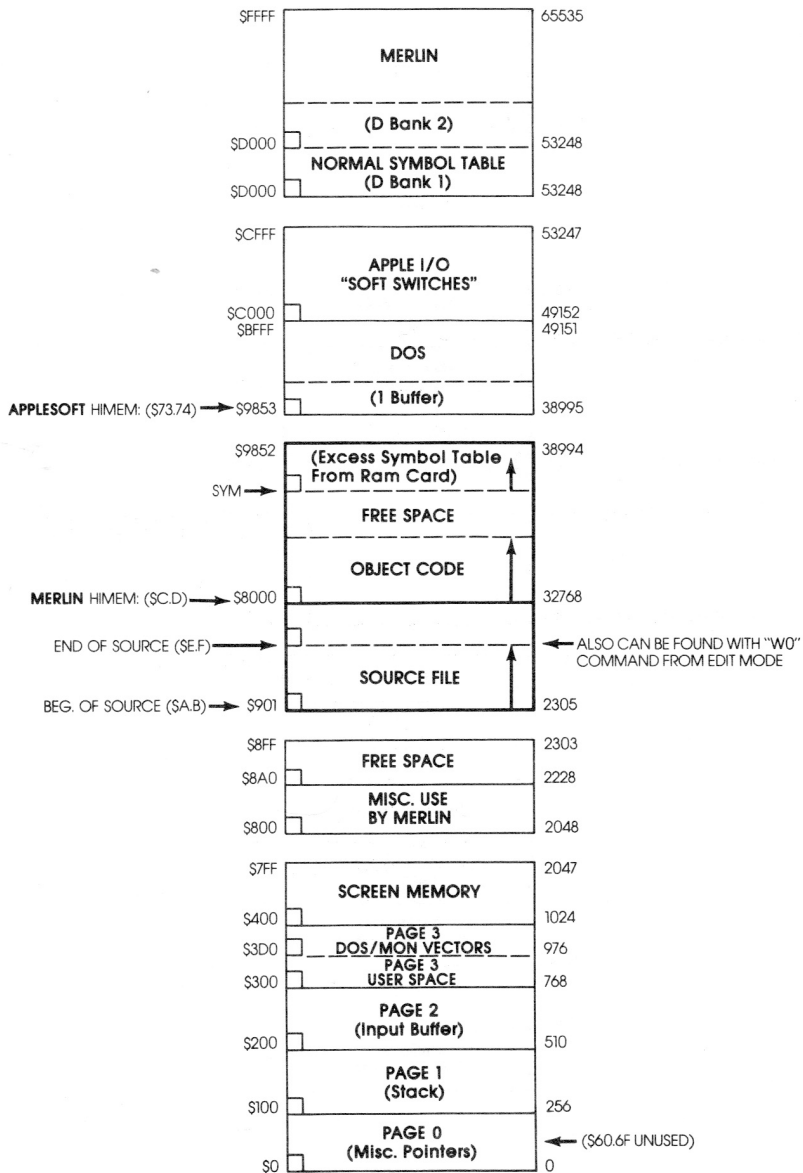 $FFFF 65535
MERLIN
(D Bank 2)
$D000 53248
NORMAL SYMBOL TABLE
(D Bank 1)
$D000 53248
$CFFF 53247
APPLE I/O
"SOFT SWITCHES"
$C000 49152
$BFFF 49151
DOS
(1 Buffer)
APPLESOFT HIMEM: ($73.74) $9853 38995
$9852 38994
(Excess Symbol Table
From Ram Card)
SYM
FREE SPACE
OBJECT CODE
MERLIN HIMEM: ($C.D) $8000 32768
END OF SOURCE ($E.F)
ALSO CAN BE FOUND WITH "W0"
COMMAND FROM EDIT MODE
SOURCE FILE
BEG. OF SOURCE ($A.B) $901 2305
$8FF 2303
FREE SPACE
$8A0 2228
MISC. USE
BY MERLIN
$800 2048
$7FF 2047
SCREEN MEMORY
$400 1024
PAGE 3
DOS/MON VECTORS
$3D0 976
PAGE 3
USER SPACE
$300 768
PAGE 2
(Input Buffer)
$200 510
PAGE 1
(Stack)
$100 256
PAGE 0
(Misc. Pointers)
($60.6F UNUSED)
$0 0